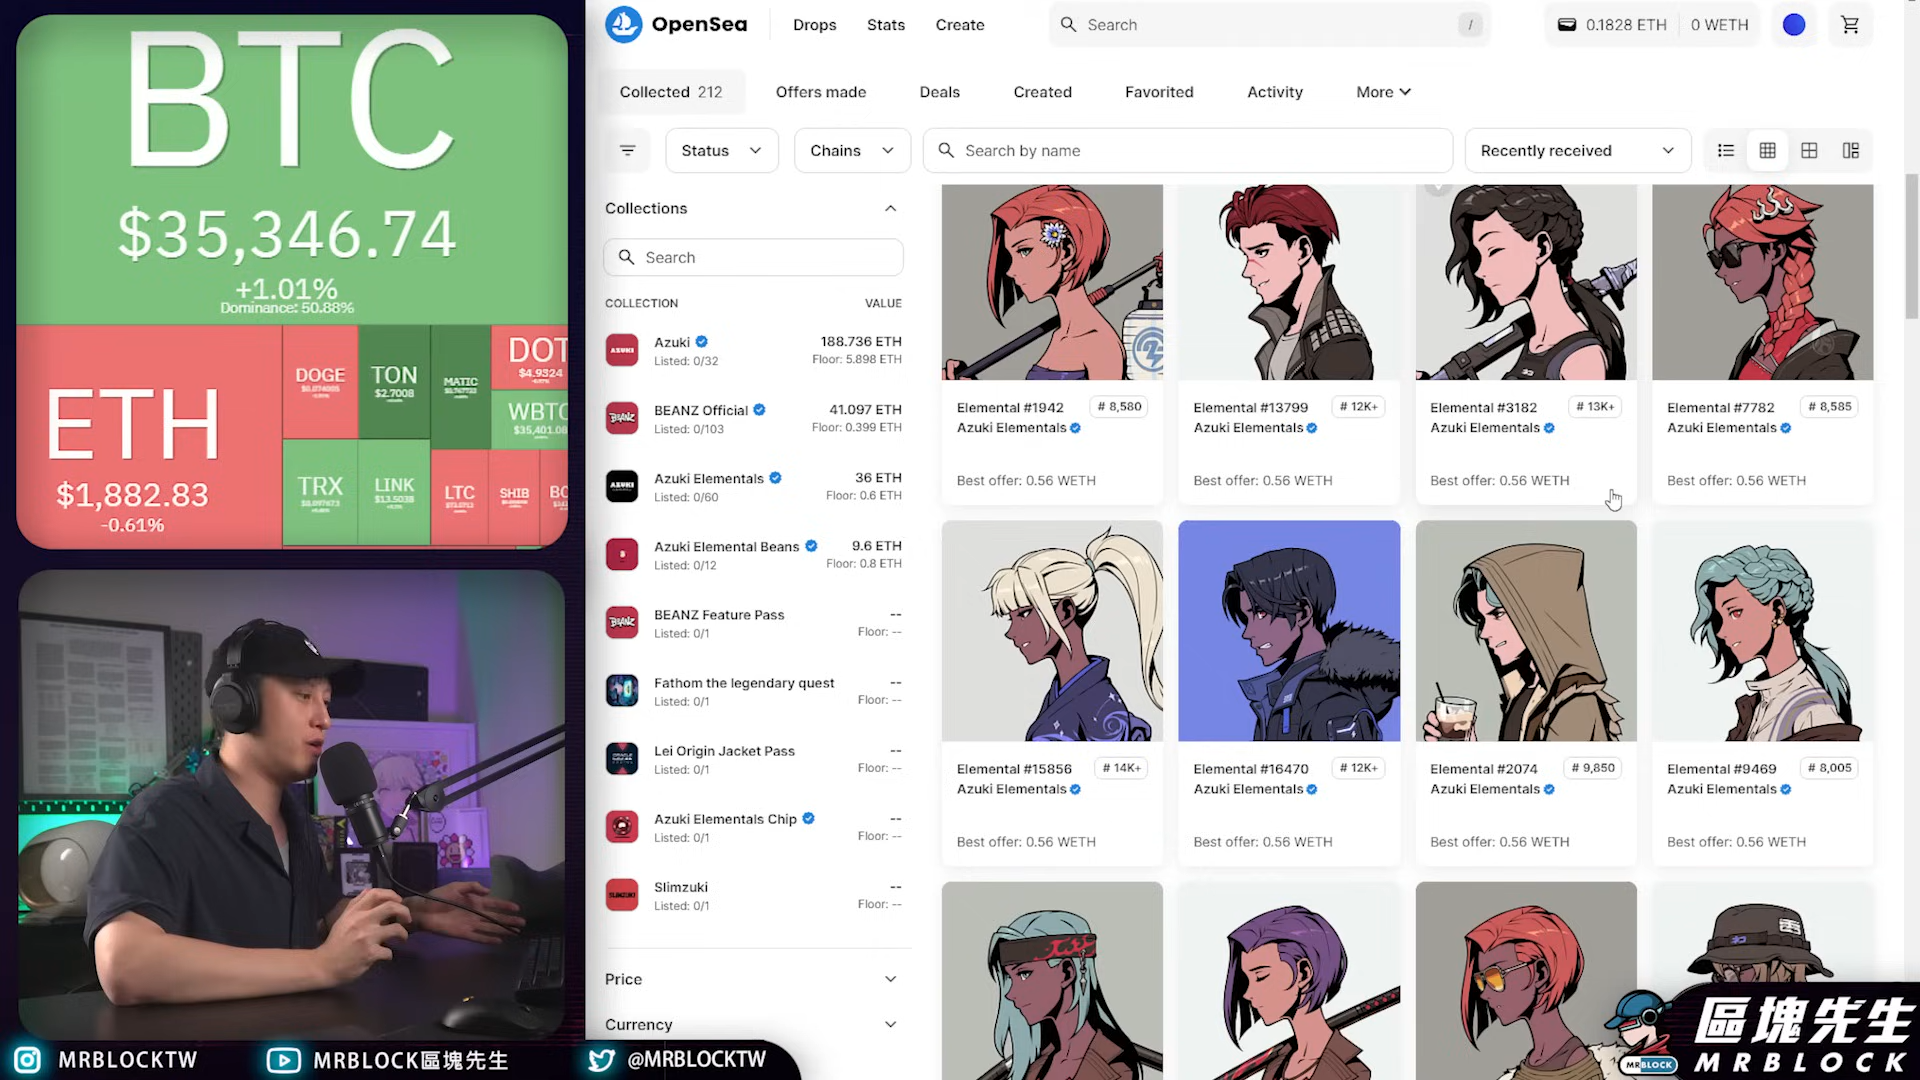 BTC
$35,346.74
+1.01%
Dominance: 50.88%
ETH
$1,882.83
-0.61%
DOGE
TON
$2.7008
MATIC
DOT
$4.9324
WBTC
$35,401.08
TRX
LINK
$13.5038
LTC
SHIB
OpenSea
Drops
Stats
Create
Search
/
0.1828 ETH
0 WETH
Collected 212
Offers made
Deals
Created
Favorited
Activity
More
Status
Chains
Search by name
Recently received
Collections
Search
COLLECTION
VALUE
Azuki
188.736 ETH
Listed: 0/32
Floor: 5.898 ETH
BEANZ Official
41.097 ETH
Listed: 0/103
Floor: 0.399 ETH
Azuki Elementals
36 ETH
Listed: 0/60
Floor: 0.6 ETH
Azuki Elemental Beans
9.6 ETH
Listed: 0/12
Floor: 0.8 ETH
BEANZ Feature Pass
--
Listed: 0/1
Floor: --
Fathom the legendary quest
--
Listed: 0/1
Floor: --
Lei Origin Jacket Pass
--
Listed: 0/1
Floor: --
Azuki Elementals Chip
--
Listed: 0/1
Floor: --
Slimzuki
--
Listed: 0/1
Floor: --
Price
Currency
Elemental #1942
# 8,580
Azuki Elementals
Best offer: 0.56 WETH
Elemental #13799
# 12K+
Azuki Elementals
Best offer: 0.56 WETH
Elemental #3182
# 13K+
Azuki Elementals
Best offer: 0.56 WETH
Elemental #7782
# 8,585
Azuki Elementals
Best offer: 0.56 WETH
Elemental #15856
# 14K+
Azuki Elementals
Best offer: 0.56 WETH
Elemental #16470
# 12K+
Azuki Elementals
Best offer: 0.56 WETH
Elemental #2074
# 9,850
Azuki Elementals
Best offer: 0.56 WETH
Elemental #9469
# 8,005
Azuki Elementals
Best offer: 0.56 WETH
MRBLOCKTW
MRBLOCK區塊先生
@MRBLOCKTW
區塊先生
MRBLOCK
MRBLOCK